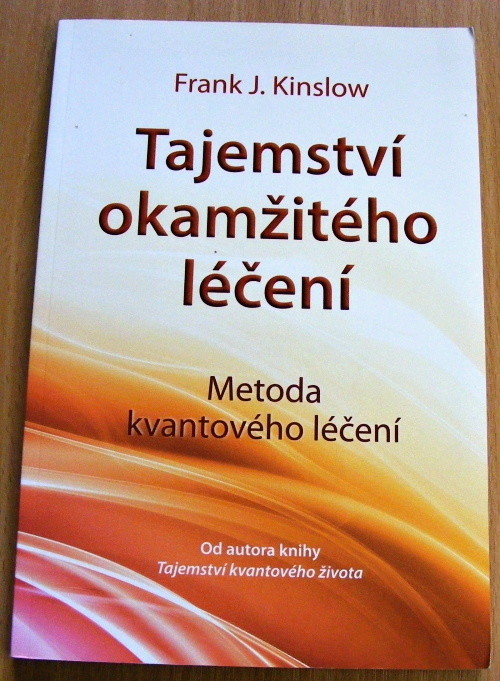 Frank J. Kinslow
Tajemství
okamžitého
léčení
Metoda
kvantového léčení
Od autora knihy
Tajemství kvantového života